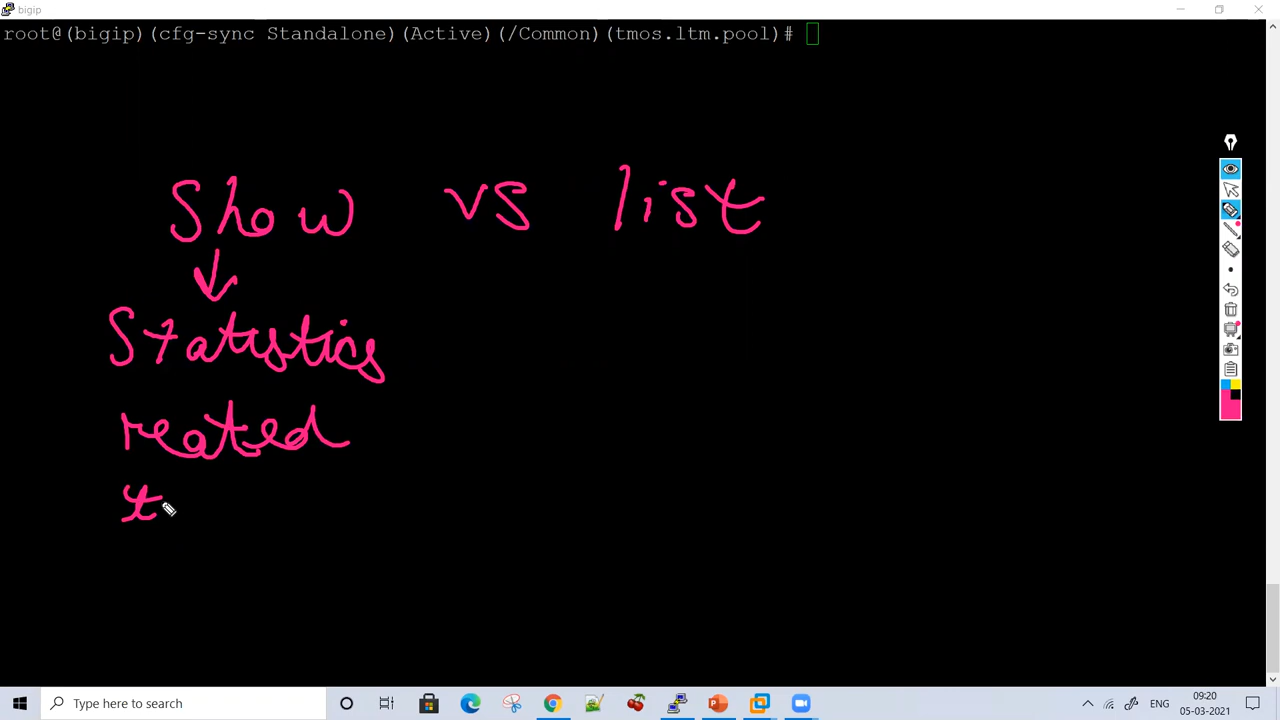 bigip
root@(bigip)(cfg-sync Standalone)(Active)(/Common)(tmos.ltm.pool)#
Show vs list
Statistics
reated
t
Type here to search
ENG
09:20
05-03-2021